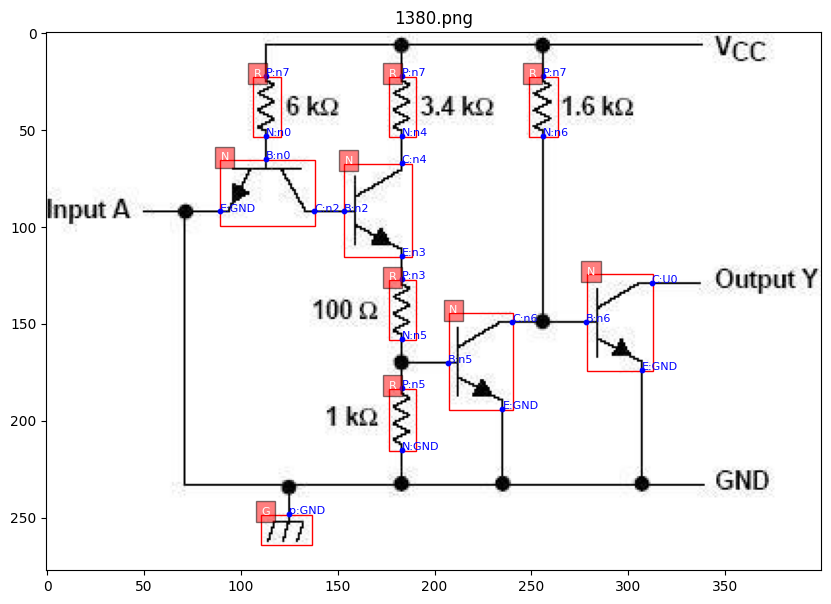 1380.png
0
50
100
150
200
250
0
50
100
150
200
250
300
350
VCC
R P:n7
R P:n7
R P:n7
6 kΩ
3.4 kΩ
1.6 kΩ
N:n0
N:n4
N:n6
N B:n0
N C:n4
Input A
E:GND
C:n2
B:n2
E:n3
R P:n3
100 Ω
N:n5
N C:n6
B:n5
E:GND
N C:U0
Output Y
B:n6
E:GND
R P:n5
1 kΩ
N:GND
GND
G p:GND